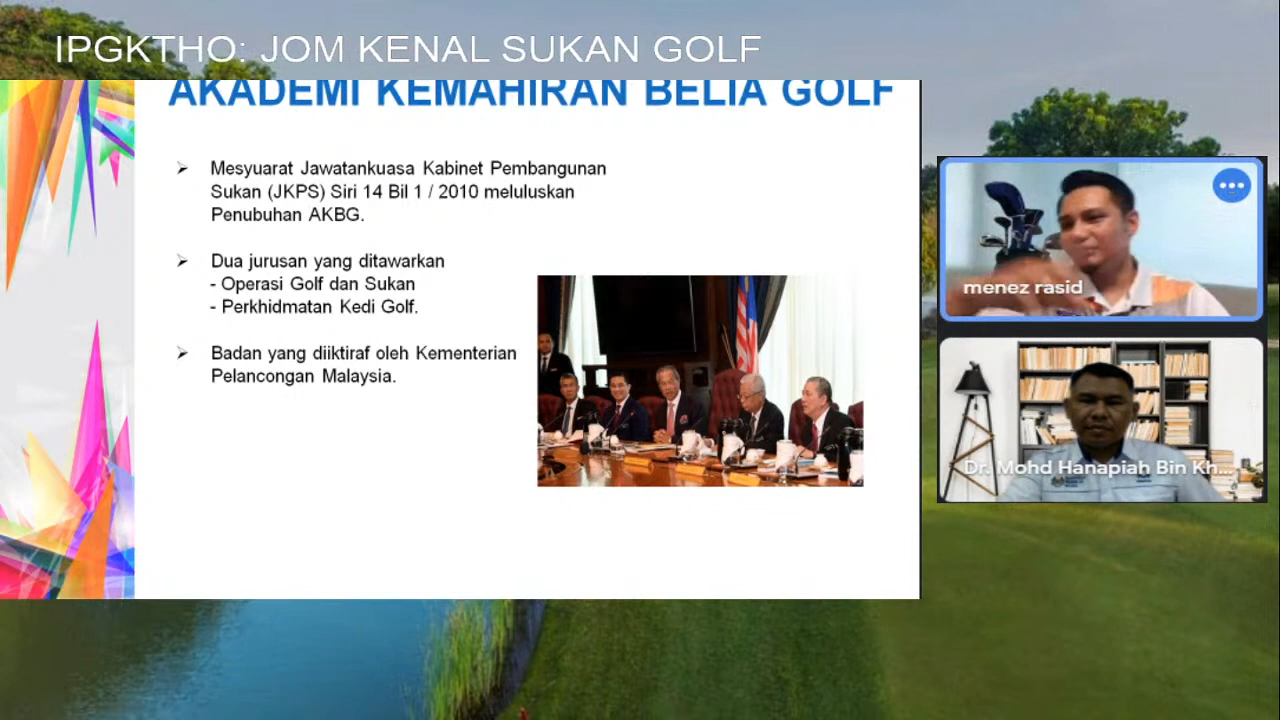 IPGKTHO: JOM KENAL SUKAN GOLF
AKADEMI KEMAHIRAN BELIA GOLF
Mesyuarat Jawatankuasa Kabinet Pembangunan
Sukan (JKPS) Siri 14 Bil 1 / 2010 meluluskan
Penubuhan AKBG.
Dua jurusan yang ditawarkan
- Operasi Golf dan Sukan
- Perkhidmatan Kedi Golf.
Badan yang diiktiraf oleh Kementerian
Pelancongan Malaysia.
menez rasid
Dr. Mohd Hanapiah Bin Kh...